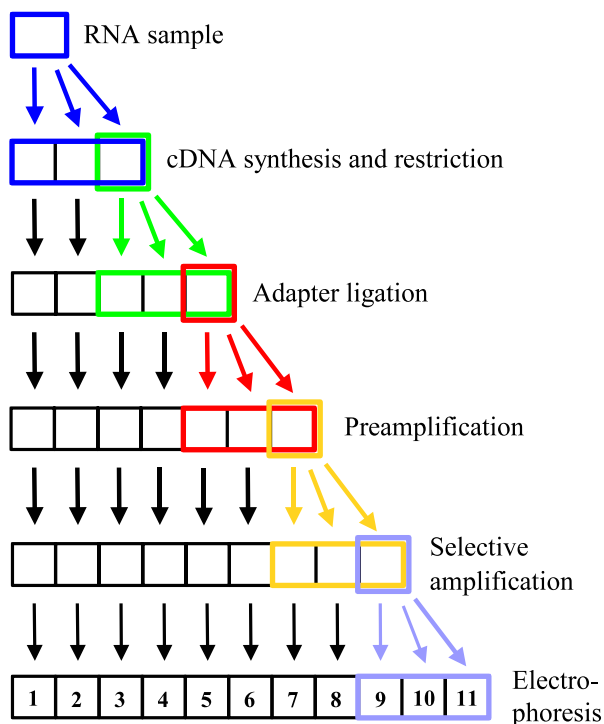 RNA sample
cDNA synthesis and restriction
Adapter ligation
Preamplification
Selective
amplification
1 2 3 4 5 6 7 8 9 10 11
Electro-
phoresis